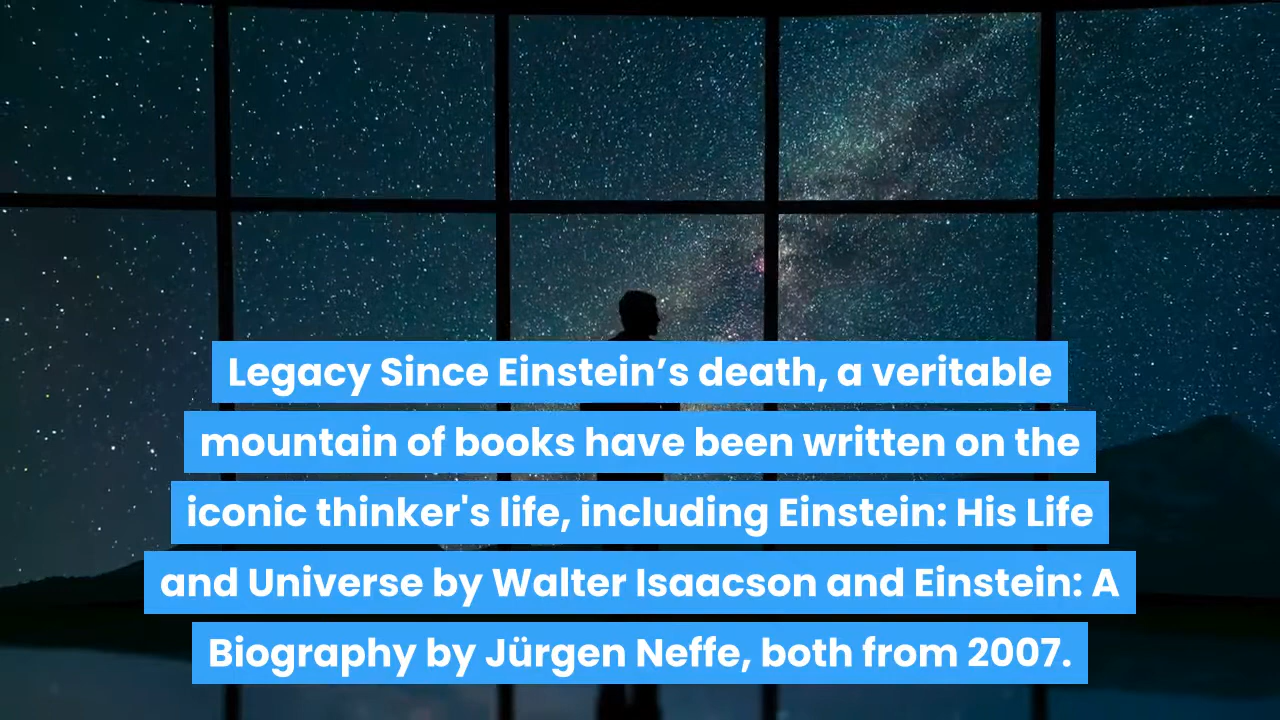 Legacy Since Einstein’s death, a veritable
mountain of books have been written on the
iconic thinker's life, including Einstein: His Life
and Universe by Walter Isaacson and Einstein: A
Biography by Jürgen Neffe, both from 2007.